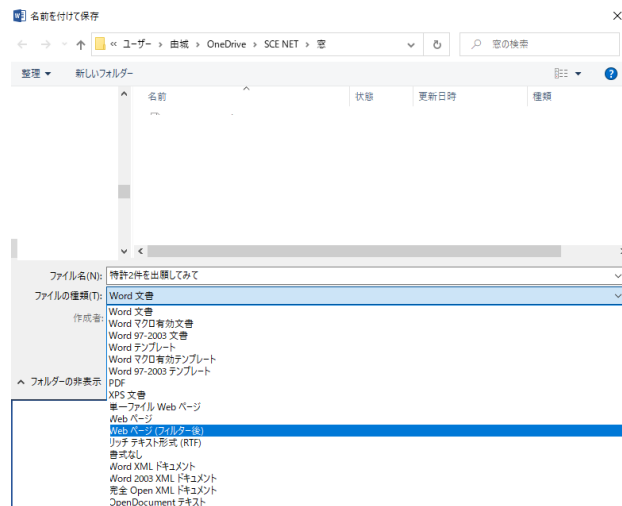 名前を付けて保存
« ユーザー › 由城 › OneDrive › SCE NET › 窓
窓の検索
整理 新しいフォルダー
名前 状態 更新日時 種類
ファイル名(N): 特許2件を出願してみて
ファイルの種類(T): Word 文書
作成者:
Word 文書
Word マクロ有効文書
Word 97-2003 文書
Word テンプレート
Word マクロ有効テンプレート
Word 97-2003 テンプレート
フォルダーの非表示
PDF
XPS 文書
単一ファイル Web ページ
Web ページ
Web ページ (フィルター後)
リッチ テキスト形式 (RTF)
書式なし
Word XML ドキュメント
Word 2003 XML ドキュメント
完全 Open XML ドキュメント
OpenDocument テキスト